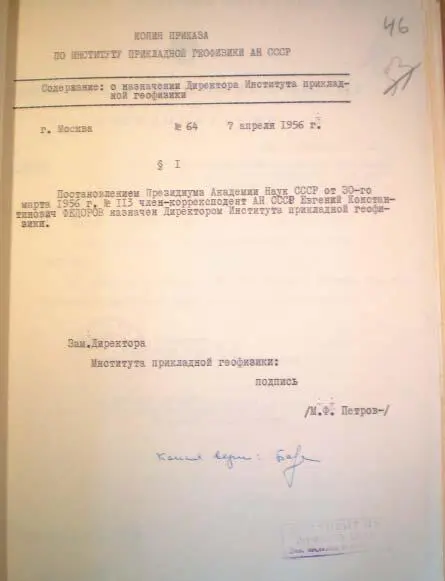 46
КОПИЯ ПРИКАЗА
ПО ИНСТИТУТУ ПРИКЛАДНОЙ ГЕОФИЗИКИ АН СССР
Содержание: о назначении Директора Института приклад-
ной геофизики
г. Москва № 64 7 апреля 1956 г.
§ I
Постановлением Президиума Академии Наук СССР от 30-го
марта 1956 г. № II3 член-корреспондент АН СССР Евгений Констан-
тинович ФЕДОРОВ назначен Директором Института прикладной геофи-
зики.
Зам.Директора
Института прикладной геофизики:
подпись
/М.Ф. Петров-/
Копия верна: